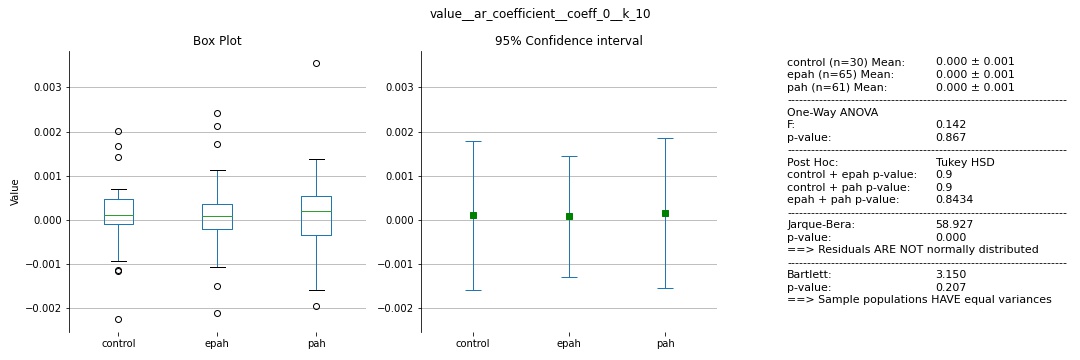 value__ar_coefficient__coeff_0__k_10
Box Plot
Value
0.003
0.002
0.001
0.000
−0.001
−0.002
control epah pah
95% Confidence interval
0.003
0.002
0.001
0.000
−0.001
−0.002
control epah pah
control (n=30) Mean: 0.000 ± 0.001
epah (n=65) Mean: 0.000 ± 0.001
pah (n=61) Mean: 0.000 ± 0.001
One-Way ANOVA
F: 0.142
p-value: 0.867
Post Hoc: Tukey HSD
control + epah p-value: 0.9
control + pah p-value: 0.9
epah + pah p-value: 0.8434
Jarque-Bera: 58.927
p-value: 0.000
==> Residuals ARE NOT normally distributed
Bartlett: 3.150
p-value: 0.207
==> Sample populations HAVE equal variances